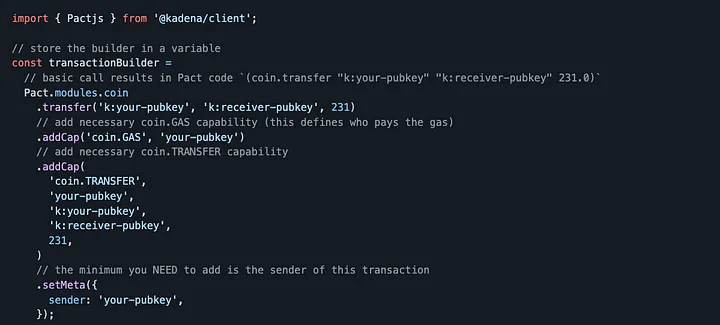 import { Pactjs } from '@kadena/client';
// store the builder in a variable
const transactionBuilder =
// basic call results in Pact code `(coin.transfer "k:your-pubkey" "k:receiver-pubkey" 231.0)`
Pact.modules.coin
.transfer('k:your-pubkey', 'k:receiver-pubkey', 231)
// add necessary coin.GAS capability (this defines who pays the gas)
.addCap('coin.GAS', 'your-pubkey')
// add necessary coin.TRANSFER capability
.addCap(
'coin.TRANSFER',
'your-pubkey',
'k:your-pubkey',
'k:receiver-pubkey',
231,
)
// the minimum you NEED to add is the sender of this transaction
.setMeta({
sender: 'your-pubkey',
});